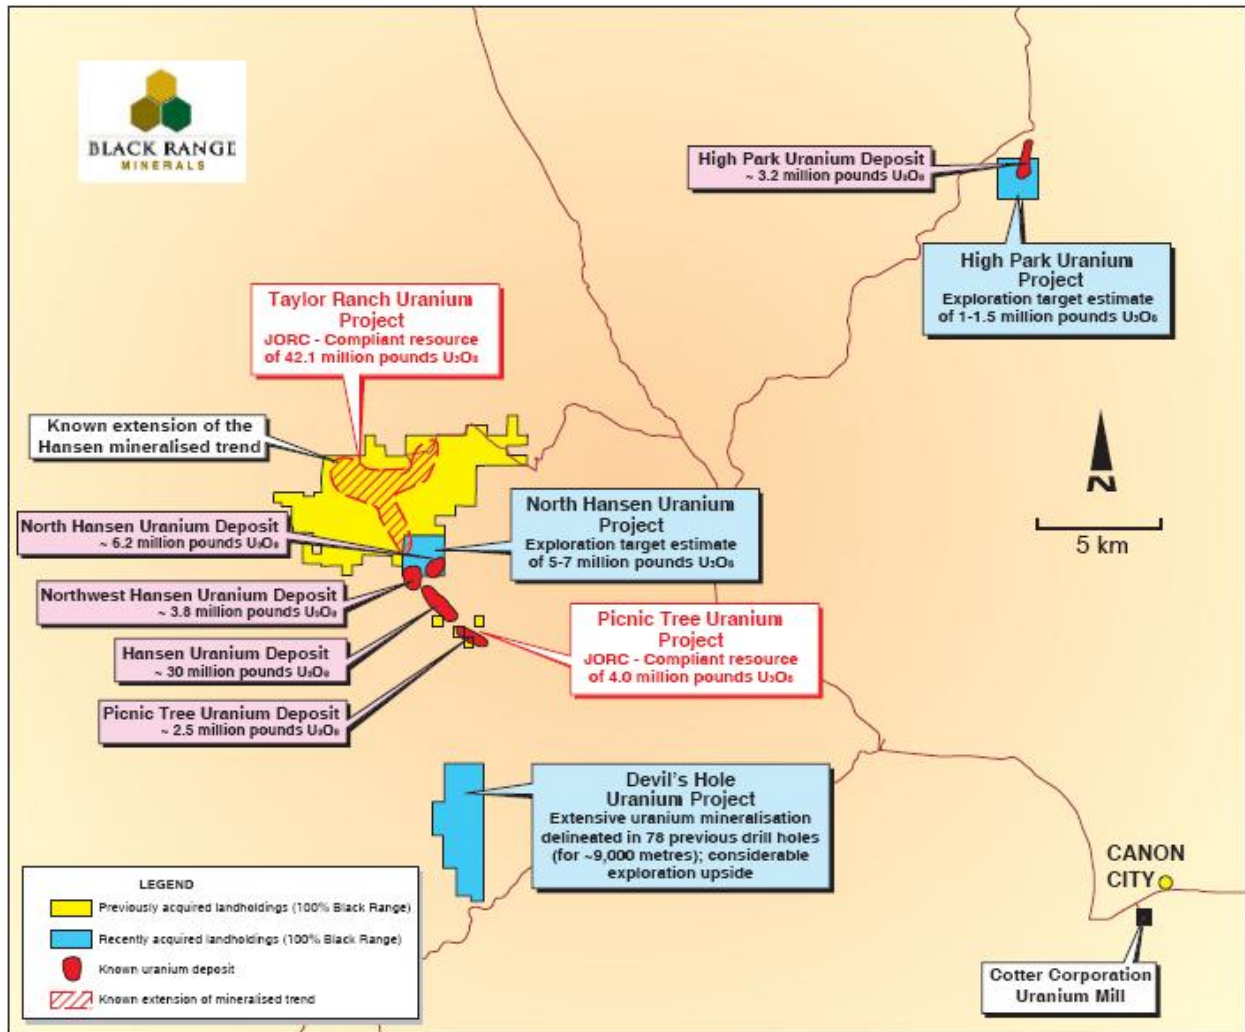 BLACK RANGE
MINERALS
High Park Uranium Deposit
~ 3.2 million pounds U₃O₈
High Park Uranium
Project
Exploration target estimate
of 1-1.5 million pounds U₃O₈
Taylor Ranch Uranium
Project
JORC - Compliant resource
of 42.1 million pounds U₃O₈
Known extension of the
Hansen mineralised trend
N
5 km
North Hansen Uranium Deposit
~ 6.2 million pounds U₃O₈
North Hansen Uranium
Project
Exploration target estimate
of 5-7 million pounds U₃O₈
Northwest Hansen Uranium Deposit
~ 3.8 million pounds U₃O₈
Hansen Uranium Deposit
~ 30 million pounds U₃O₈
Picnic Tree Uranium
Project
JORC - Compliant resource
of 4.0 million pounds U₃O₈
Picnic Tree Uranium Deposit
~ 2.5 million pounds U₃O₈
Devil's Hole
Uranium Project
Extensive uranium mineralisation
delineated in 78 previous drill holes
(for ~9,000 metres); considerable
exploration upside
CANON
CITY
Cotter Corporation
Uranium Mill
LEGEND
Previously acquired landholdings (100% Black Range)
Recently acquired landholdings (100% Black Range)
Known uranium deposit
Known extension of mineralised trend